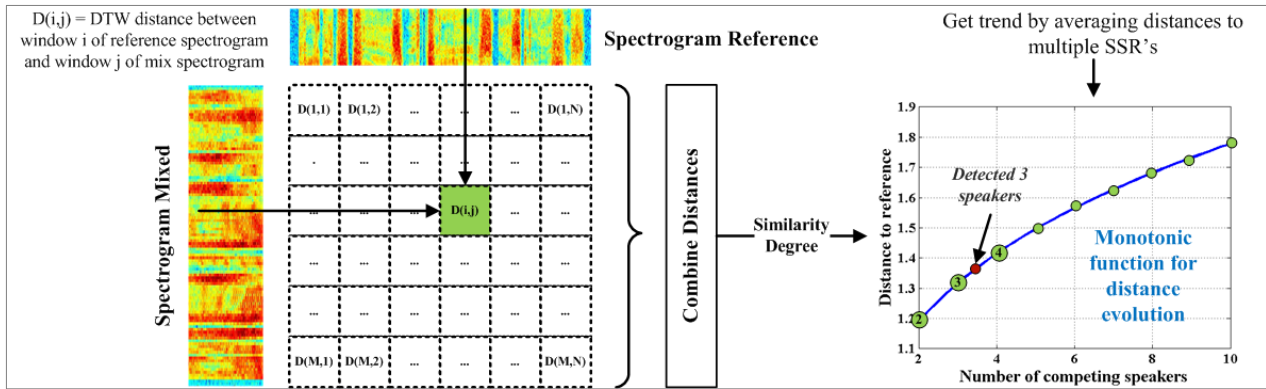 D(i,j) = DTW distance between
window i of reference spectrogram
and window j of mix spectrogram
Spectrogram Reference
Get trend by averaging distances to
multiple SSR's
Spectrogram Mixed
D(1,1) D(1,2) ... ... ... D(1,N)
. ... ... ... ... ...
... ... ... D(i,j) ... ...
... ... ... ... ... ...
... ... ... ... ... ...
D(M,1) D(M,2) ... ... ... D(M,N)
Combine Distances
Similarity
Degree
Distance to reference
1.9
1.8
1.7
1.6
1.5
1.4
1.3
1.2
1.1
Detected 3
speakers
2
3
4
Monotonic
function for
distance
evolution
2 4 6 8 10
Number of competing speakers